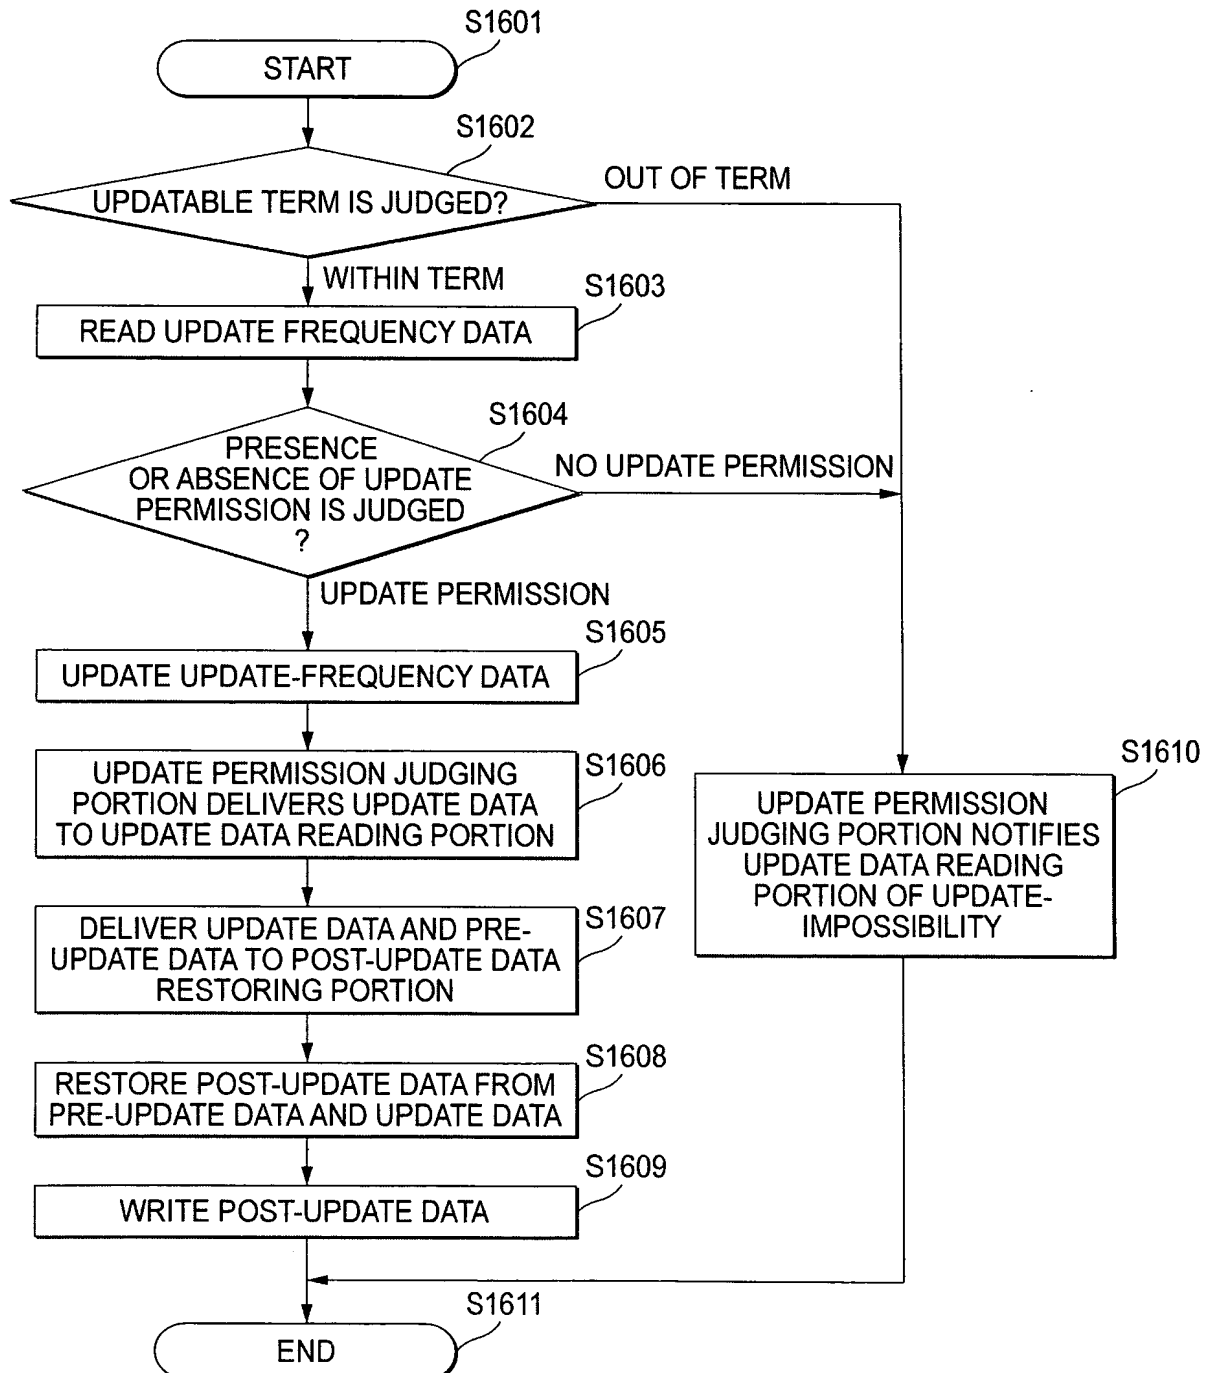 S1601
START
S1602
UPDATABLE TERM IS JUDGED?
OUT OF TERM
WITHIN TERM
S1603
READ UPDATE FREQUENCY DATA
S1604
PRESENCE
OR ABSENCE OF UPDATE
PERMISSION IS JUDGED
?
NO UPDATE PERMISSION
UPDATE PERMISSION
S1605
UPDATE UPDATE-FREQUENCY DATA
S1606
UPDATE PERMISSION JUDGING
PORTION DELIVERS UPDATE DATA
TO UPDATE DATA READING PORTION
S1610
UPDATE PERMISSION
JUDGING PORTION NOTIFIES
UPDATE DATA READING
PORTION OF UPDATE-
IMPOSSIBILITY
S1607
DELIVER UPDATE DATA AND PRE-
UPDATE DATA TO POST-UPDATE DATA
RESTORING PORTION
S1608
RESTORE POST-UPDATE DATA FROM
PRE-UPDATE DATA AND UPDATE DATA
S1609
WRITE POST-UPDATE DATA
S1611
END